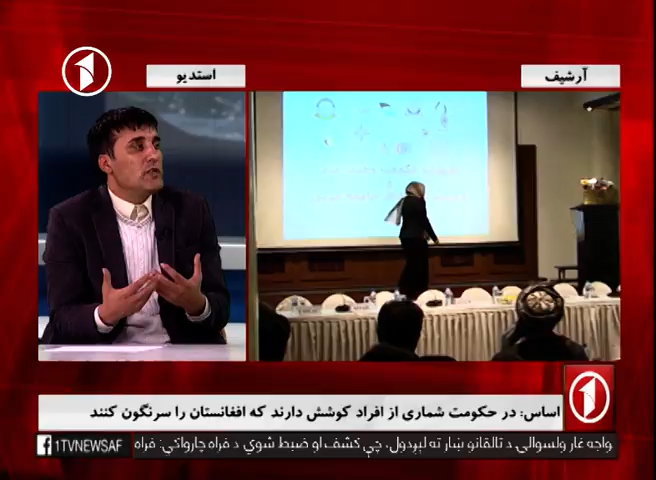 استدیو
آرشیف
اساس: در حکومت شماری از افراد کوشش دارند که افغانستان را سرنگون کنند
1TVNEWSAF
واجه غار ولسوالۍ د تالقانو ښار ته لېږدول، چې کشف او ضبط شوي د فراه چارواکي: فراه